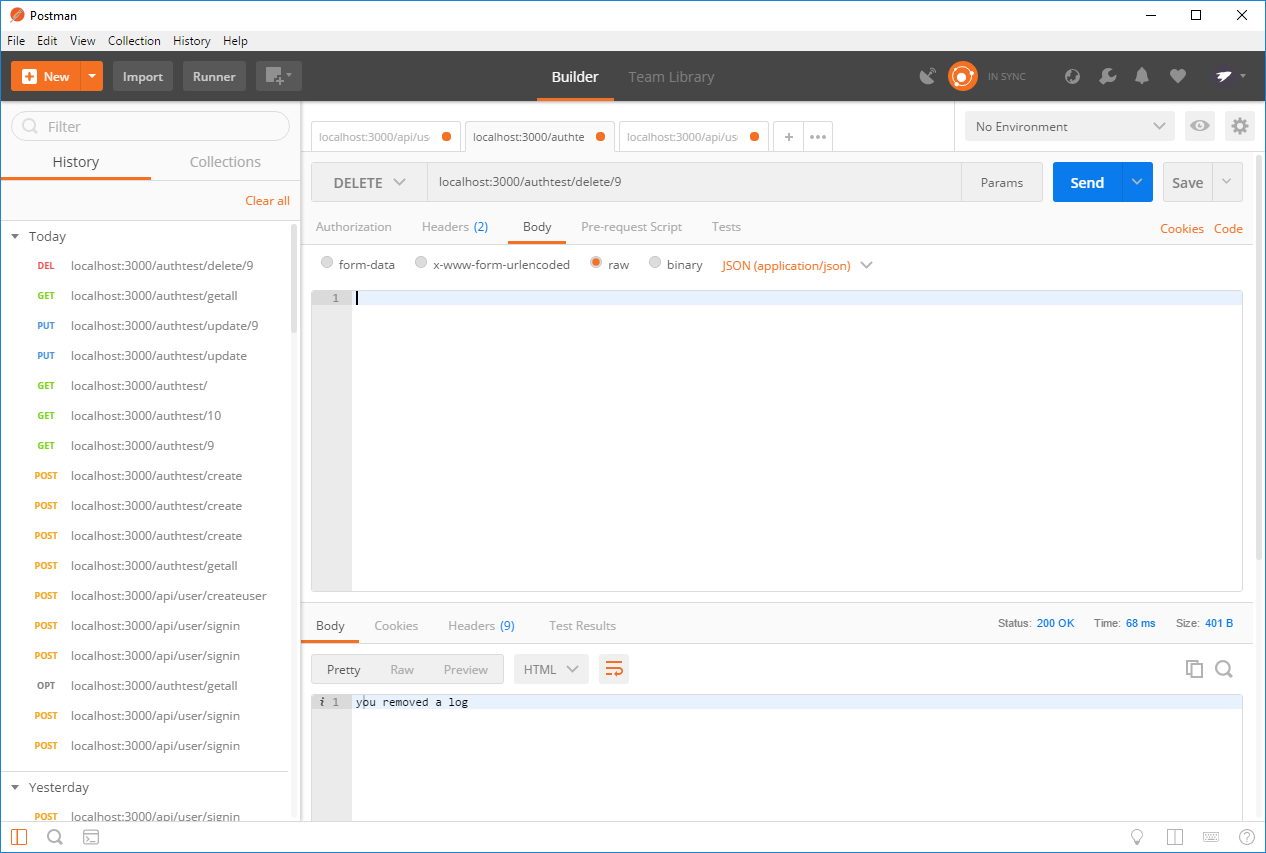 Postman
File Edit View Collection History Help
New Import Runner Builder Team Library IN SYNC
Filter
History Collections
Clear all
Today
DEL localhost:3000/authtest/delete/9
GET localhost:3000/authtest/getall
PUT localhost:3000/authtest/update/9
PUT localhost:3000/authtest/update
GET localhost:3000/authtest/
GET localhost:3000/authtest/10
GET localhost:3000/authtest/9
POST localhost:3000/authtest/create
POST localhost:3000/authtest/create
POST localhost:3000/authtest/create
POST localhost:3000/authtest/getall
POST localhost:3000/api/user/createuser
POST localhost:3000/api/user/signin
POST localhost:3000/api/user/signin
OPT localhost:3000/authtest/getall
POST localhost:3000/api/user/signin
POST localhost:3000/api/user/signin
Yesterday
POST localhost:3000/api/user/signin
localhost:3000/api/us localhost:3000/authte localhost:3000/api/us + •••
No Environment
DELETE localhost:3000/authtest/delete/9 Params Send Save
Authorization Headers (2) Body Pre-request Script Tests Cookies Code
form-data x-www-form-urlencoded raw binary JSON (application/json)
1
Body Cookies Headers (9) Test Results Status: 200 OK Time: 68 ms Size: 401 B
Pretty Raw Preview HTML
i 1 you removed a log